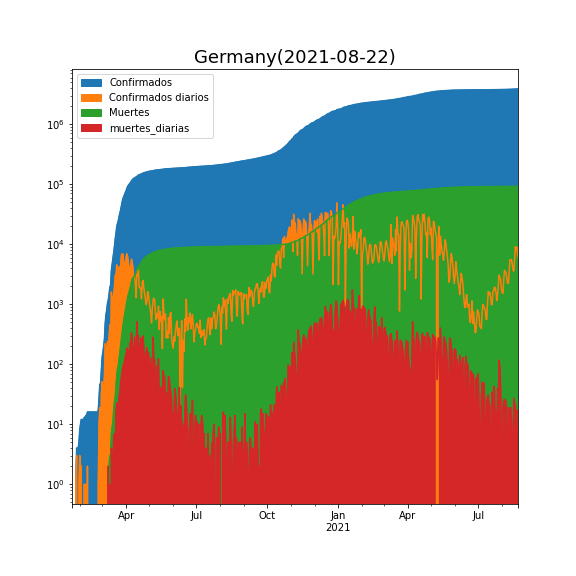 Germany(2021-08-22)
Confirmados
Confirmados diarios
Muertes
muertes_diarias
10⁶
10⁵
10⁴
10³
10²
10¹
10⁰
Apr Jul Oct Jan Apr Jul
2021